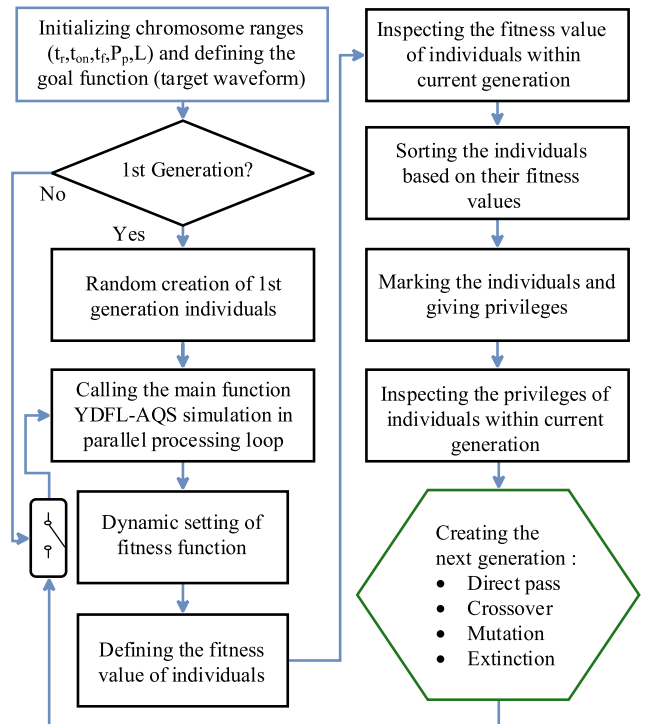 Initializing chromosome ranges
(tr,ton,tf,Pp,L) and defining the
goal function (target waveform)
1st Generation?
No
Yes
Random creation of 1st
generation individuals
Calling the main function
YDFL-AQS simulation in
parallel processing loop
Dynamic setting of
fitness function
Defining the fitness
value of individuals
Inspecting the fitness value
of individuals within
current generation
Sorting the individuals
based on their fitness
values
Marking the individuals and
giving privileges
Inspecting the privileges of
individuals within current
generation
Creating the
next generation :
• Direct pass
• Crossover
• Mutation
• Extinction